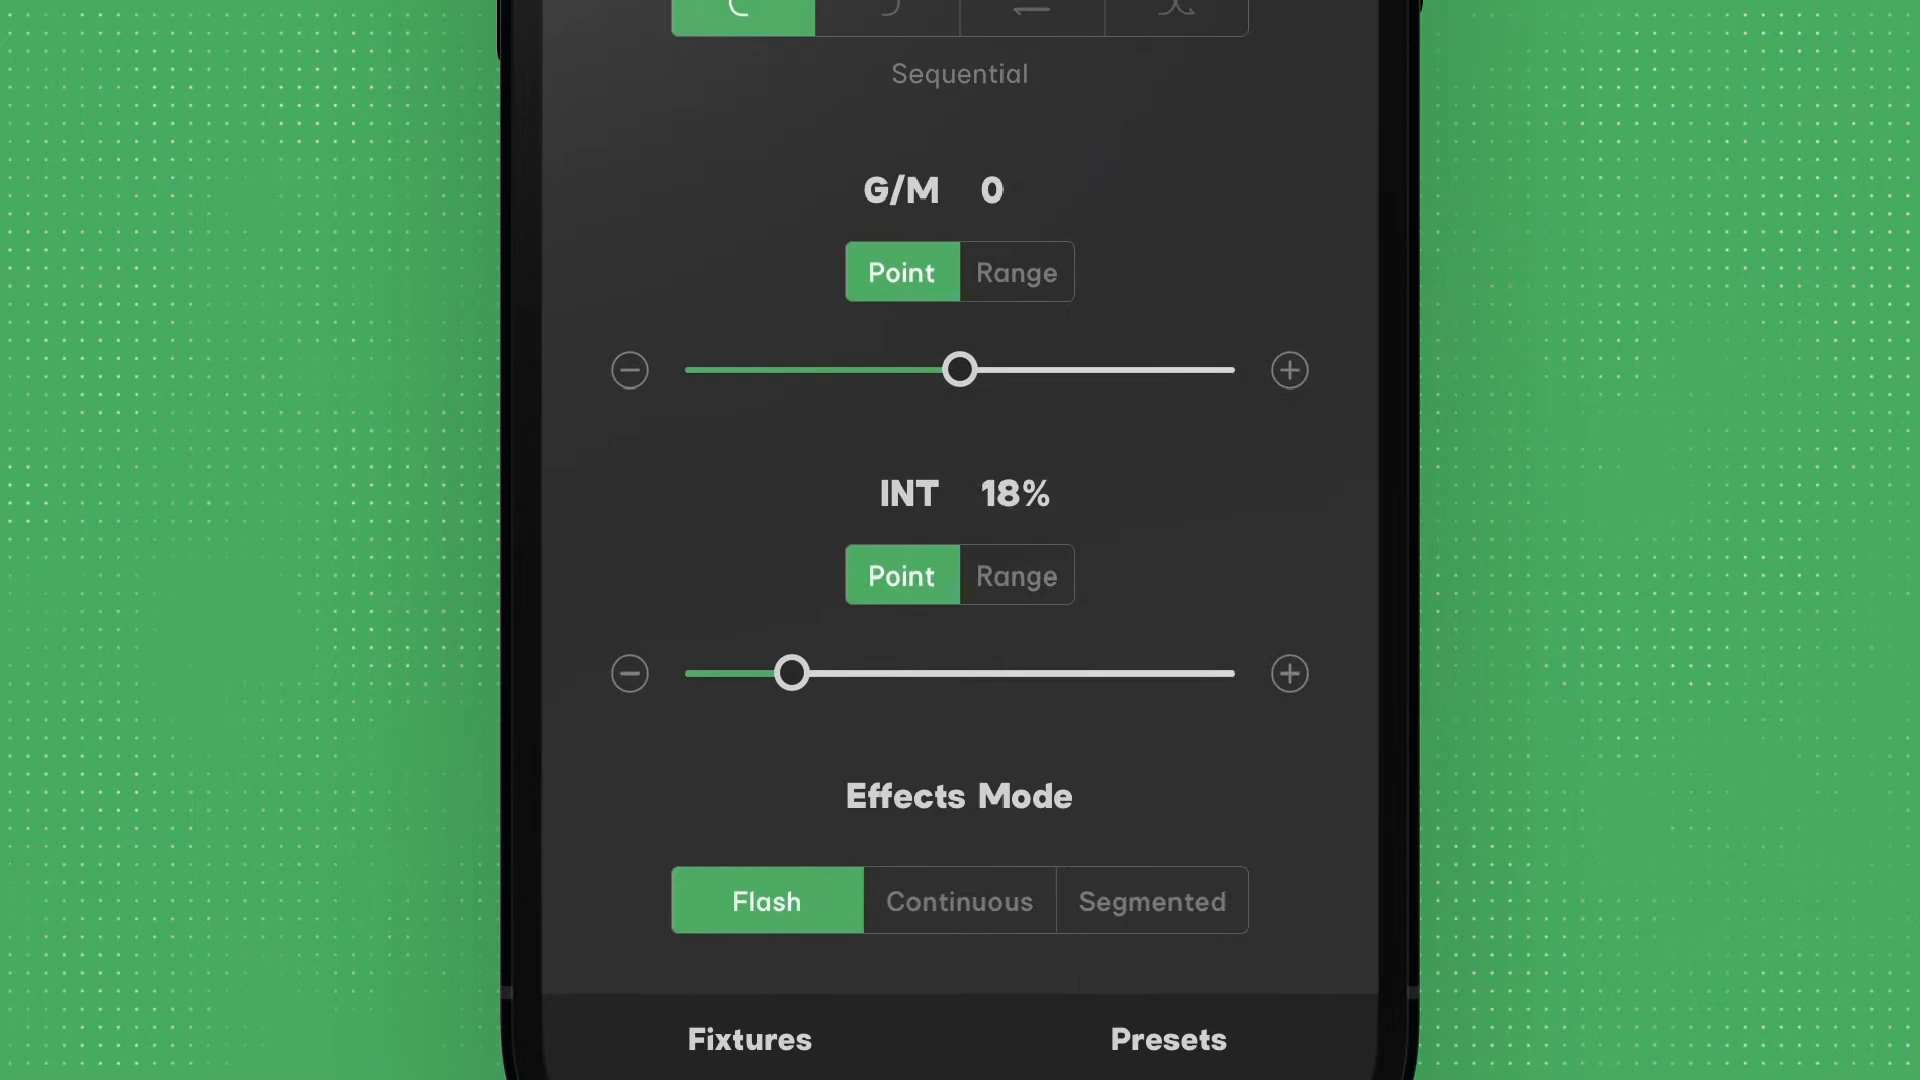 Sequential
G/M 0
Point Range
INT 18%
Point Range
Effects Mode
Flash Continuous Segmented
Fixtures Presets